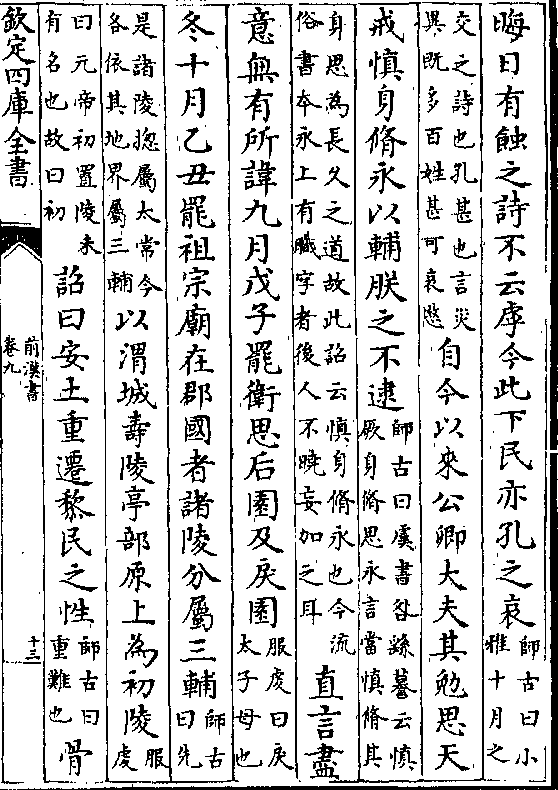 晦日有蝕之詩不云虖今此下民亦孔之哀師古曰小雅十月之
交之詩也孔甚也言災異既多百姓甚可哀愍自今以來公卿大夫其勉思天
戒慎身脩永以輔朕之不逮師古曰虞書咎繇謩云慎厥身脩思永言當慎脩其
身思為長久之道故此詔云慎身脩永也今流俗書本永上有職字者後人不曉妄加之耳直言盡
意無有所諱九月戊子罷衛思后園及戾園服虔曰戾太子母也
冬十月乙丑罷祖宗廟在郡國者諸陵分屬三輔師古曰先
是諸陵揔屬太常今各依其地界屬三輔以渭城壽陵亭部原上為初陵服虔
曰元帝初置陵未有名也故曰初詔曰安土重遷黎民之性師古曰重難也骨
欽定四庫全書
前漢書
卷九
十三